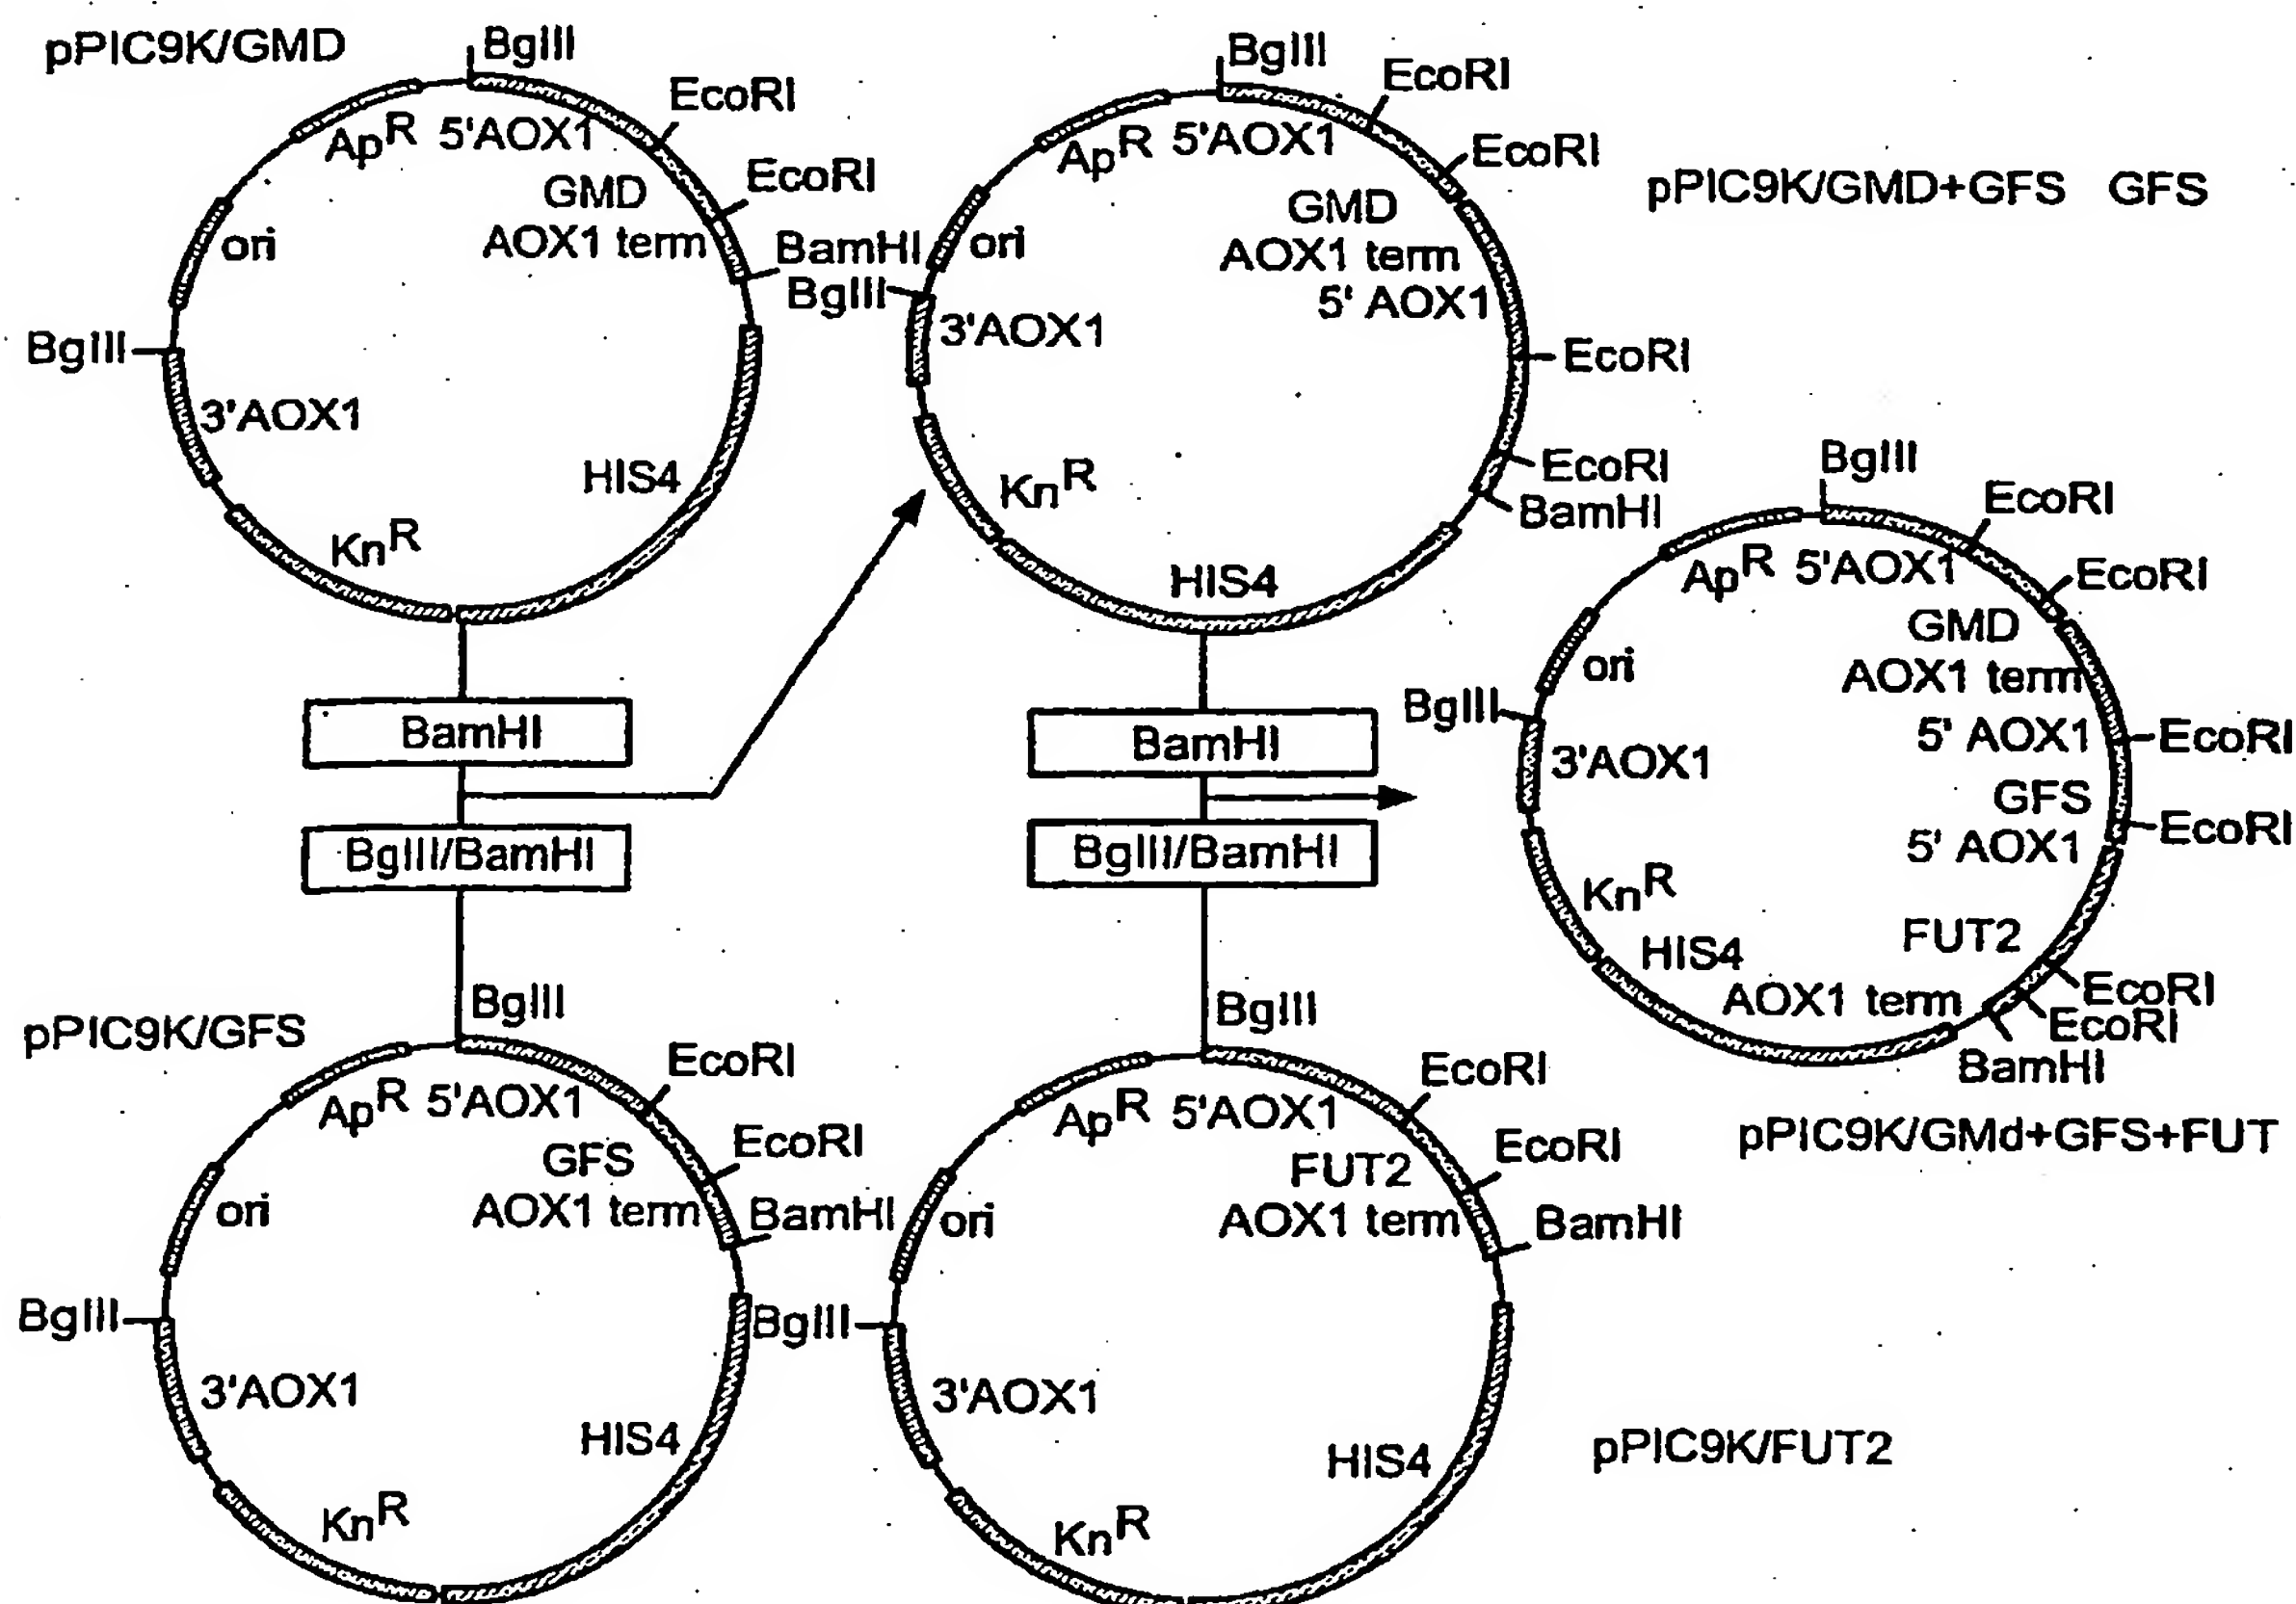 pPIC9K/GMD
BglII
EcoRI
EcoRI
BamHI
ApR 5'AOX1
GMD
AOX1 term
ori
BglII
3'AOX1
HIS4
KnR
BamHI
BglII/BamHI
BglII
EcoRI
EcoRI
pPIC9K/GMD+GFS GFS
ApR 5'AOX1
GMD
AOX1 term
5' AOX1
ori
BglII
3'AOX1
EcoRI
EcoRI
BamHI
KnR
HIS4
BamHI
BglII/BamHI
BglII
EcoRI
EcoRI
ApR 5'AOX1
GMD
AOX1 term
ori
BglII
5' AOX1
EcoRI
3'AOX1
GFS
EcoRI
5' AOX1
KnR
FUT2
HIS4
AOX1 term
EcoRI
EcoRI
BamHI
pPIC9K/GMd+GFS+FUT
pPIC9K/GFS
BglII
EcoRI
EcoRI
BamHI
ApR 5'AOX1
GFS
AOX1 term
ori
BglII
3'AOX1
HIS4
KnR
BglII
EcoRI
EcoRI
BamHI
ApR 5'AOX1
FUT2
AOX1 term
ori
BglII
3'AOX1
HIS4
KnR
pPIC9K/FUT2